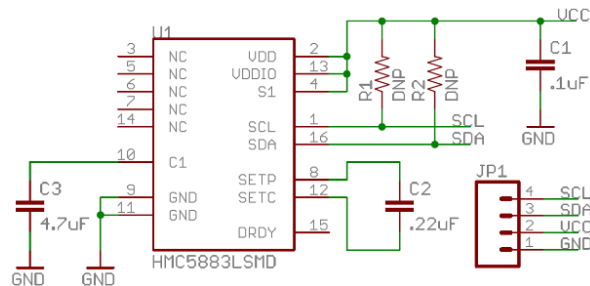 VCC
U1
3 NC VDD 2
5 NC VDDIO 13
6 NC S1 4
7 NC
14 NC SCL 1 SCL
SDA 16 SDA
R1 DNP
R2 DNP
C1
.1uF
GND
10 C1
SETP 8
9 GND SETC 12
11 GND
DRDY 15
C3
4.7uF
GND
GND
C2
.22uF
HMC5883LSMD
JP1
4 SCL
3 SDA
2 VCC
1 GND